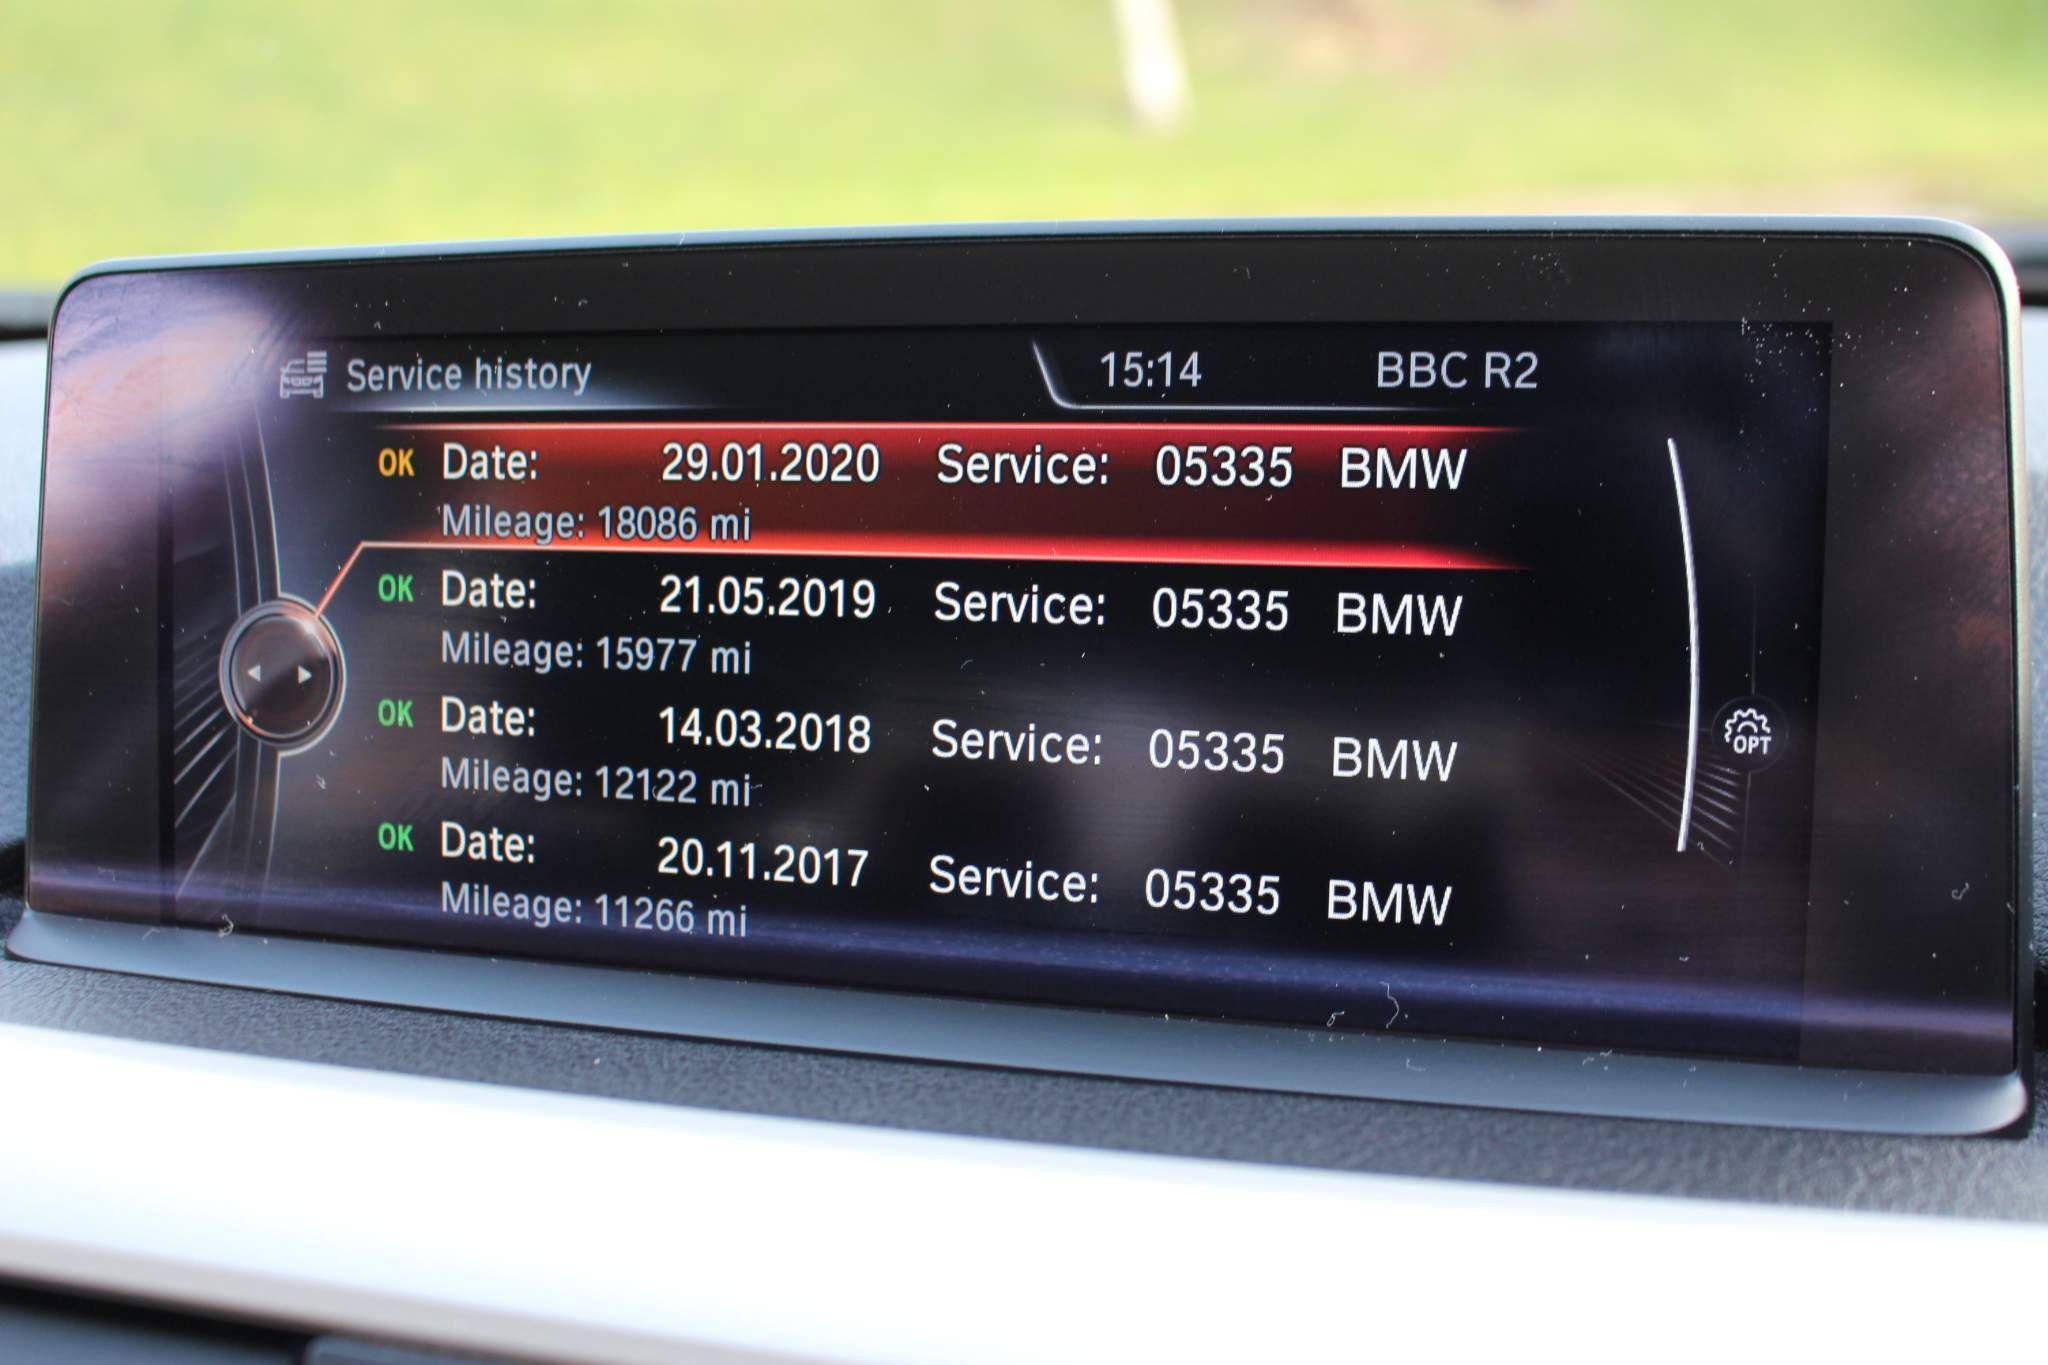 Service history 15:14 BBC R2
OK Date: 29.01.2020 Service: 05335 BMW
Mileage: 18086 mi
OK Date: 21.05.2019 Service: 05335 BMW
Mileage: 15977 mi
OK Date: 14.03.2018 Service: 05335 BMW
Mileage: 12122 mi
OK Date: 20.11.2017 Service: 05335 BMW
Mileage: 11266 mi
OPT